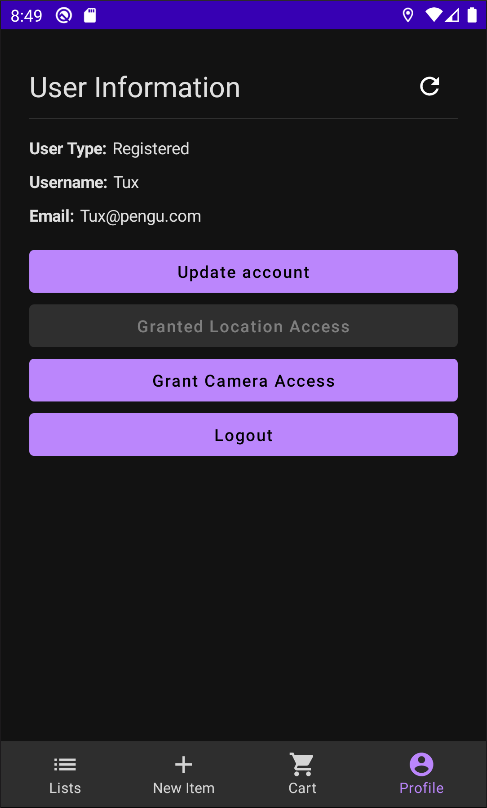 8:49
User Information
User Type: Registered
Username: Tux
Email: Tux@pengu.com
Update account
Granted Location Access
Grant Camera Access
Logout
Lists
New Item
Cart
Profile